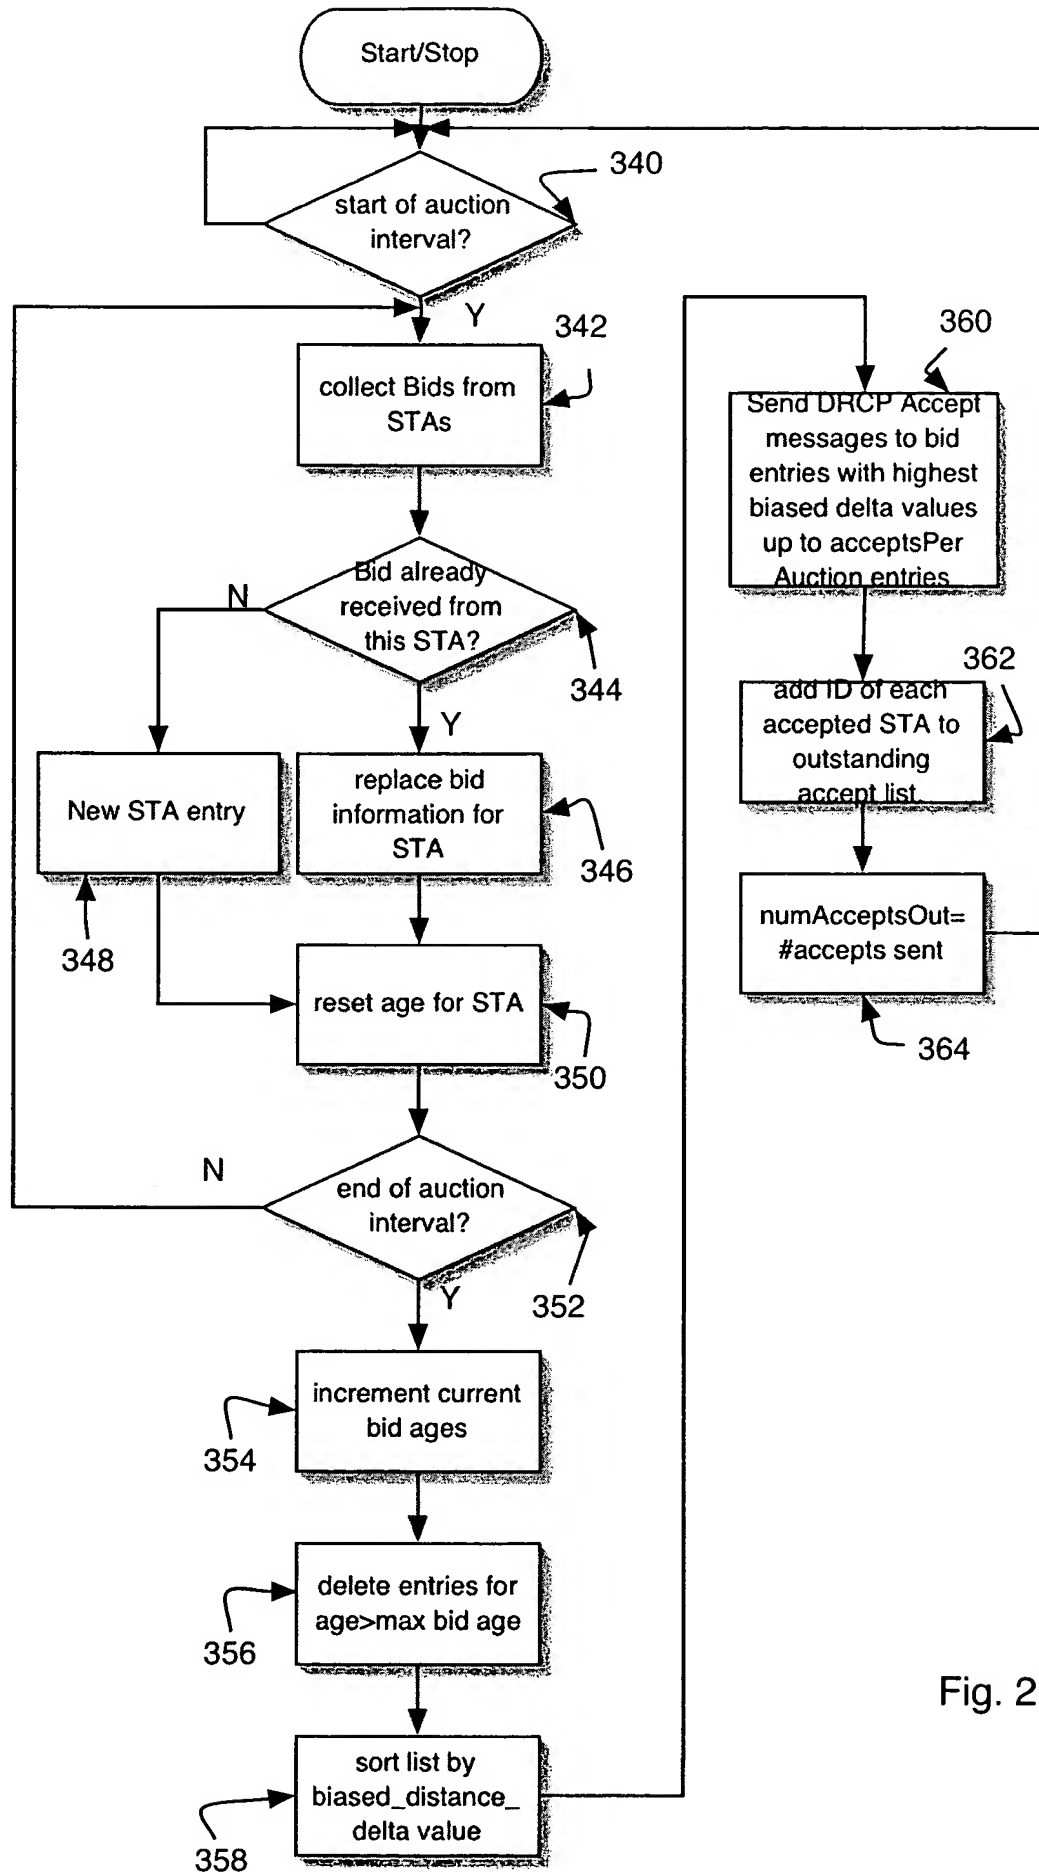 Start/Stop
start of auction
interval?
340
Y
342
collect Bids from
STAs
Bid already
received from
this STA?
N
344
Y
New STA entry
replace bid
information for
STA
346
348
reset age for STA
350
end of auction
interval?
N
352
Y
increment current
bid ages
354
delete entries for
age>max bid age
356
sort list by
biased_distance_
delta value
358
360
Send DRCP Accept
messages to bid
entries with highest
biased delta values
up to acceptsPer
Auction entries
362
add ID of each
accepted STA to
outstanding
accept list.
numAcceptsOut=
#accepts sent
364
Fig. 2